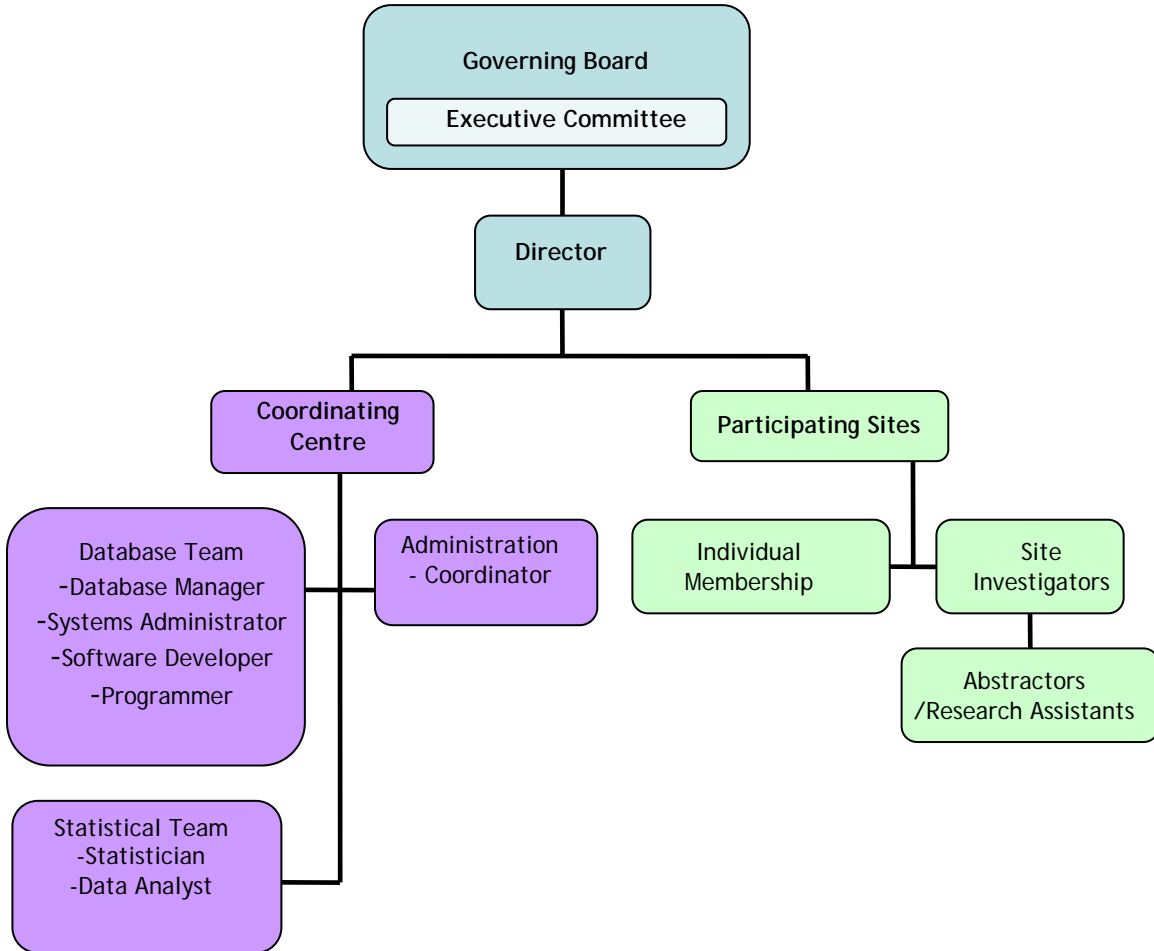 Governing Board
Executive Committee
Director
Coordinating
Centre
Participating Sites
Database Team
-Database Manager
-Systems Administrator
-Software Developer
-Programmer
Administration
- Coordinator
Individual
Membership
Site
Investigators
Abstractors
/Research Assistants
Statistical Team
-Statistician
-Data Analyst